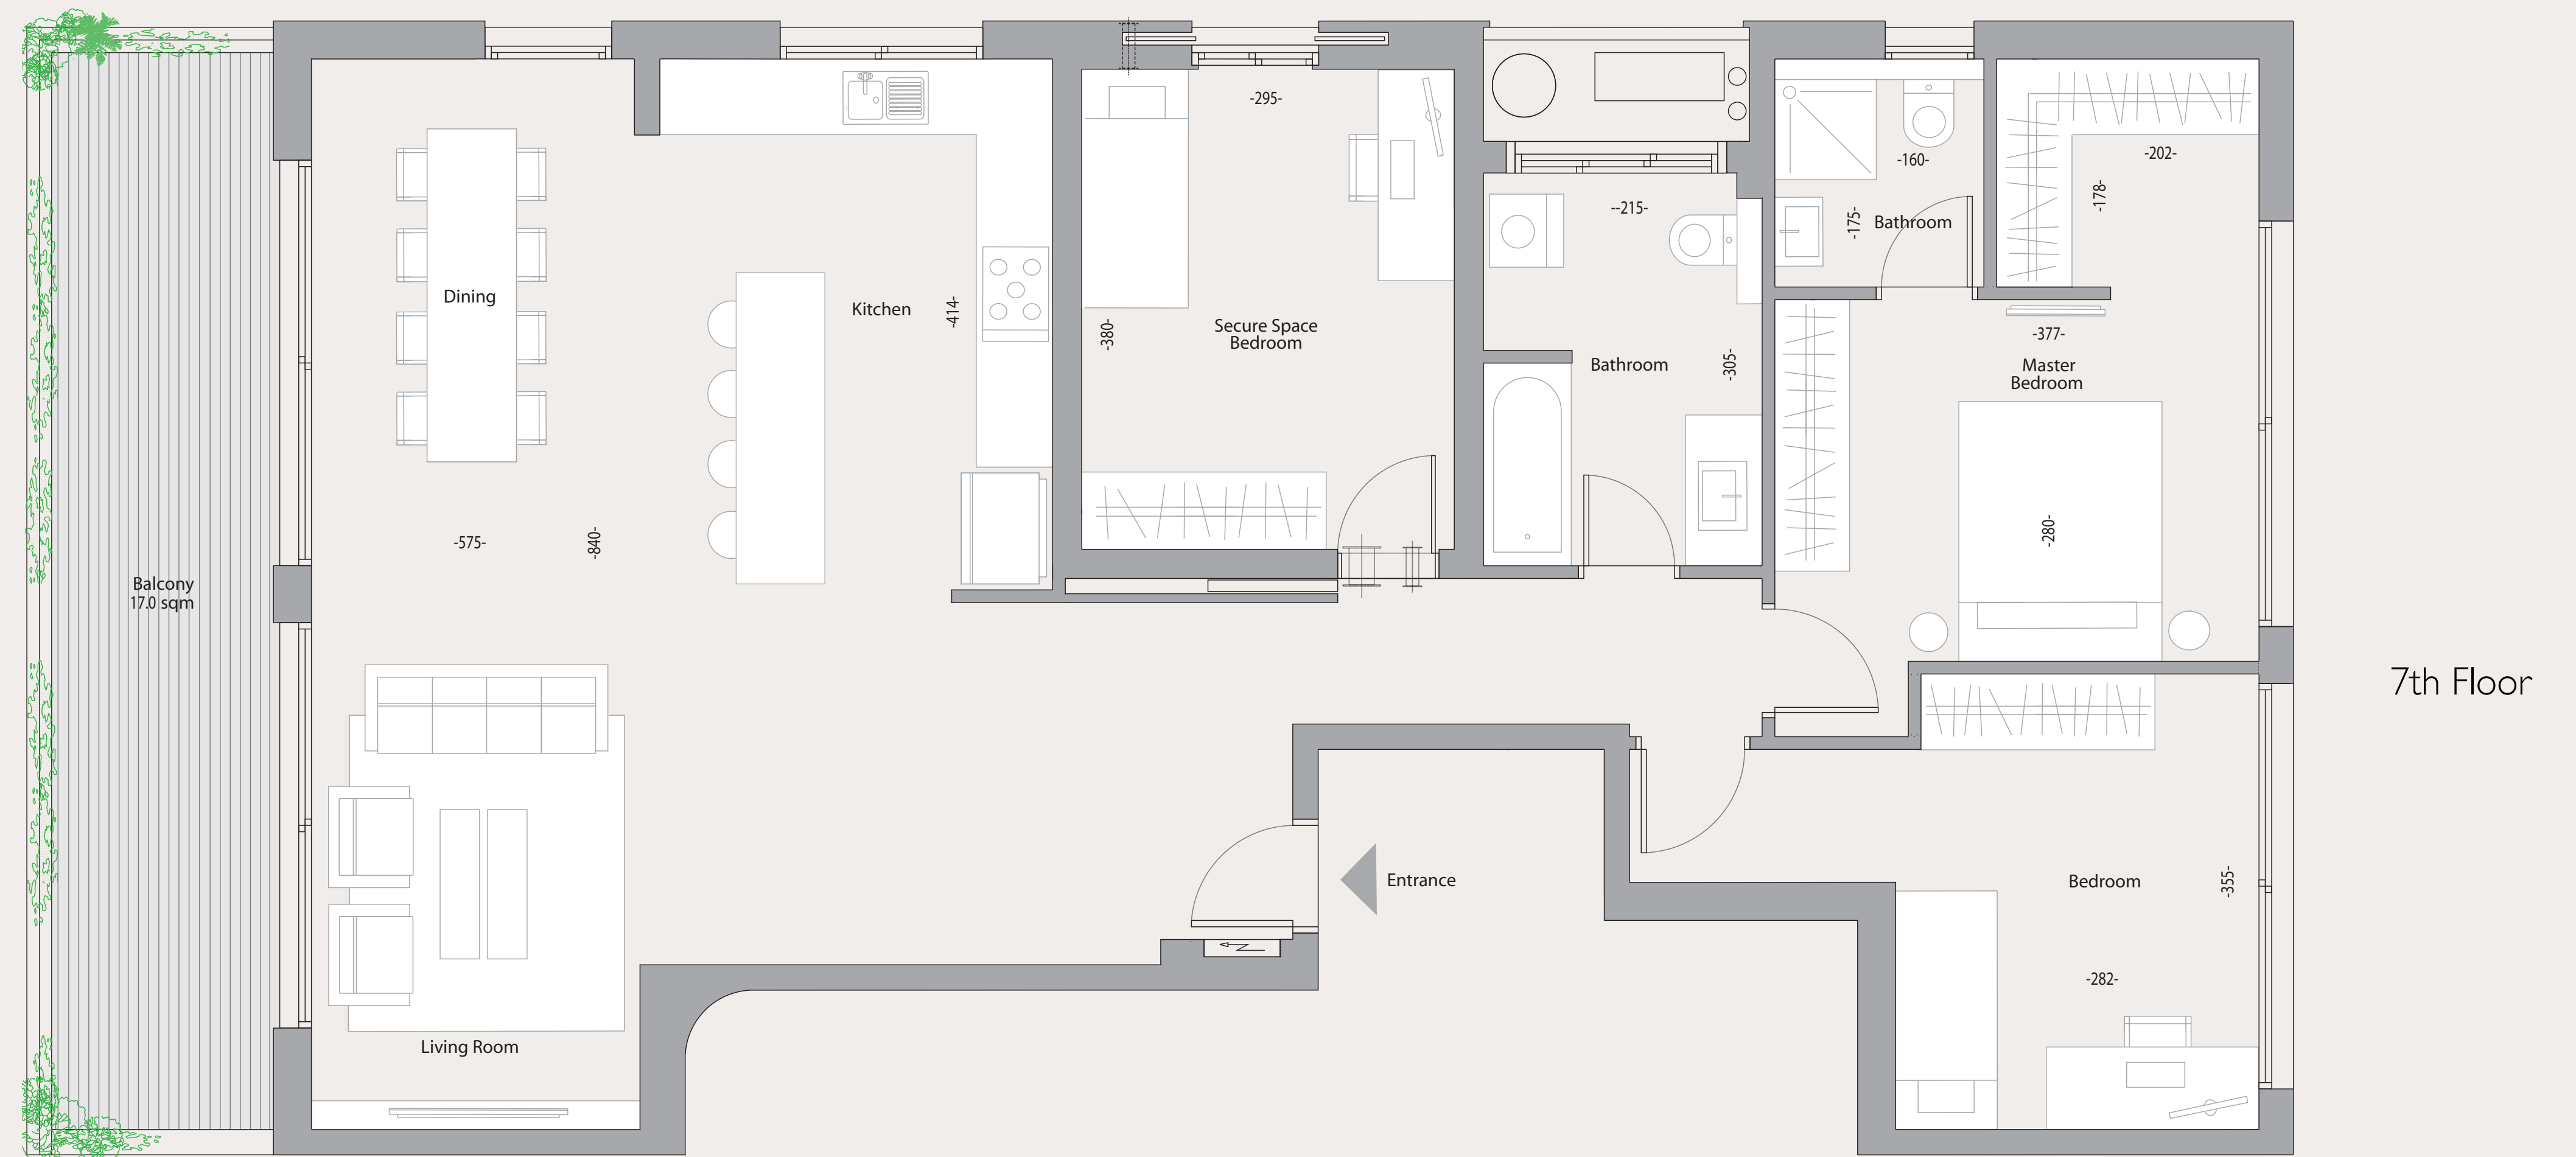 -295-
-160-
-202-
-178-
--215-
-175-
Bathroom
Dining
Kitchen
-414-
Secure Space
Bedroom
-380-
Bathroom
-305-
-377-
Master
Bedroom
-280-
-575-
-840-
Balcony
17.0 sqm
7th Floor
Entrance
Bedroom
-355-
-282-
Living Room